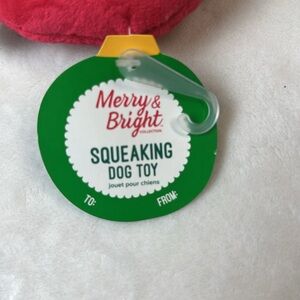 Merry &
Bright
COLLECTION
SQUEAKING
DOG TOY
jouet pour chiens
TO:
FROM: